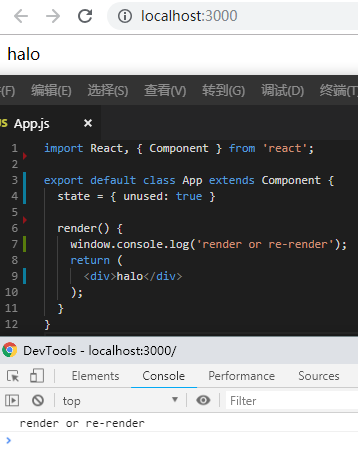 localhost:3000
halo
编辑(E) 选择(S) 查看(V) 转到(G) 调试(D) 终端(T)
JS App.js ×
1 import React, { Component } from 'react';
2
3 export default class App extends Component {
4 state = { unused: true }
5
6 render() {
7 window.console.log('render or re-render');
8 return (
9 <div>halo</div>
10 );
11 }
12 }
DevTools - localhost:3000/
Elements Console Performance Sources
top Filter
render or re-render